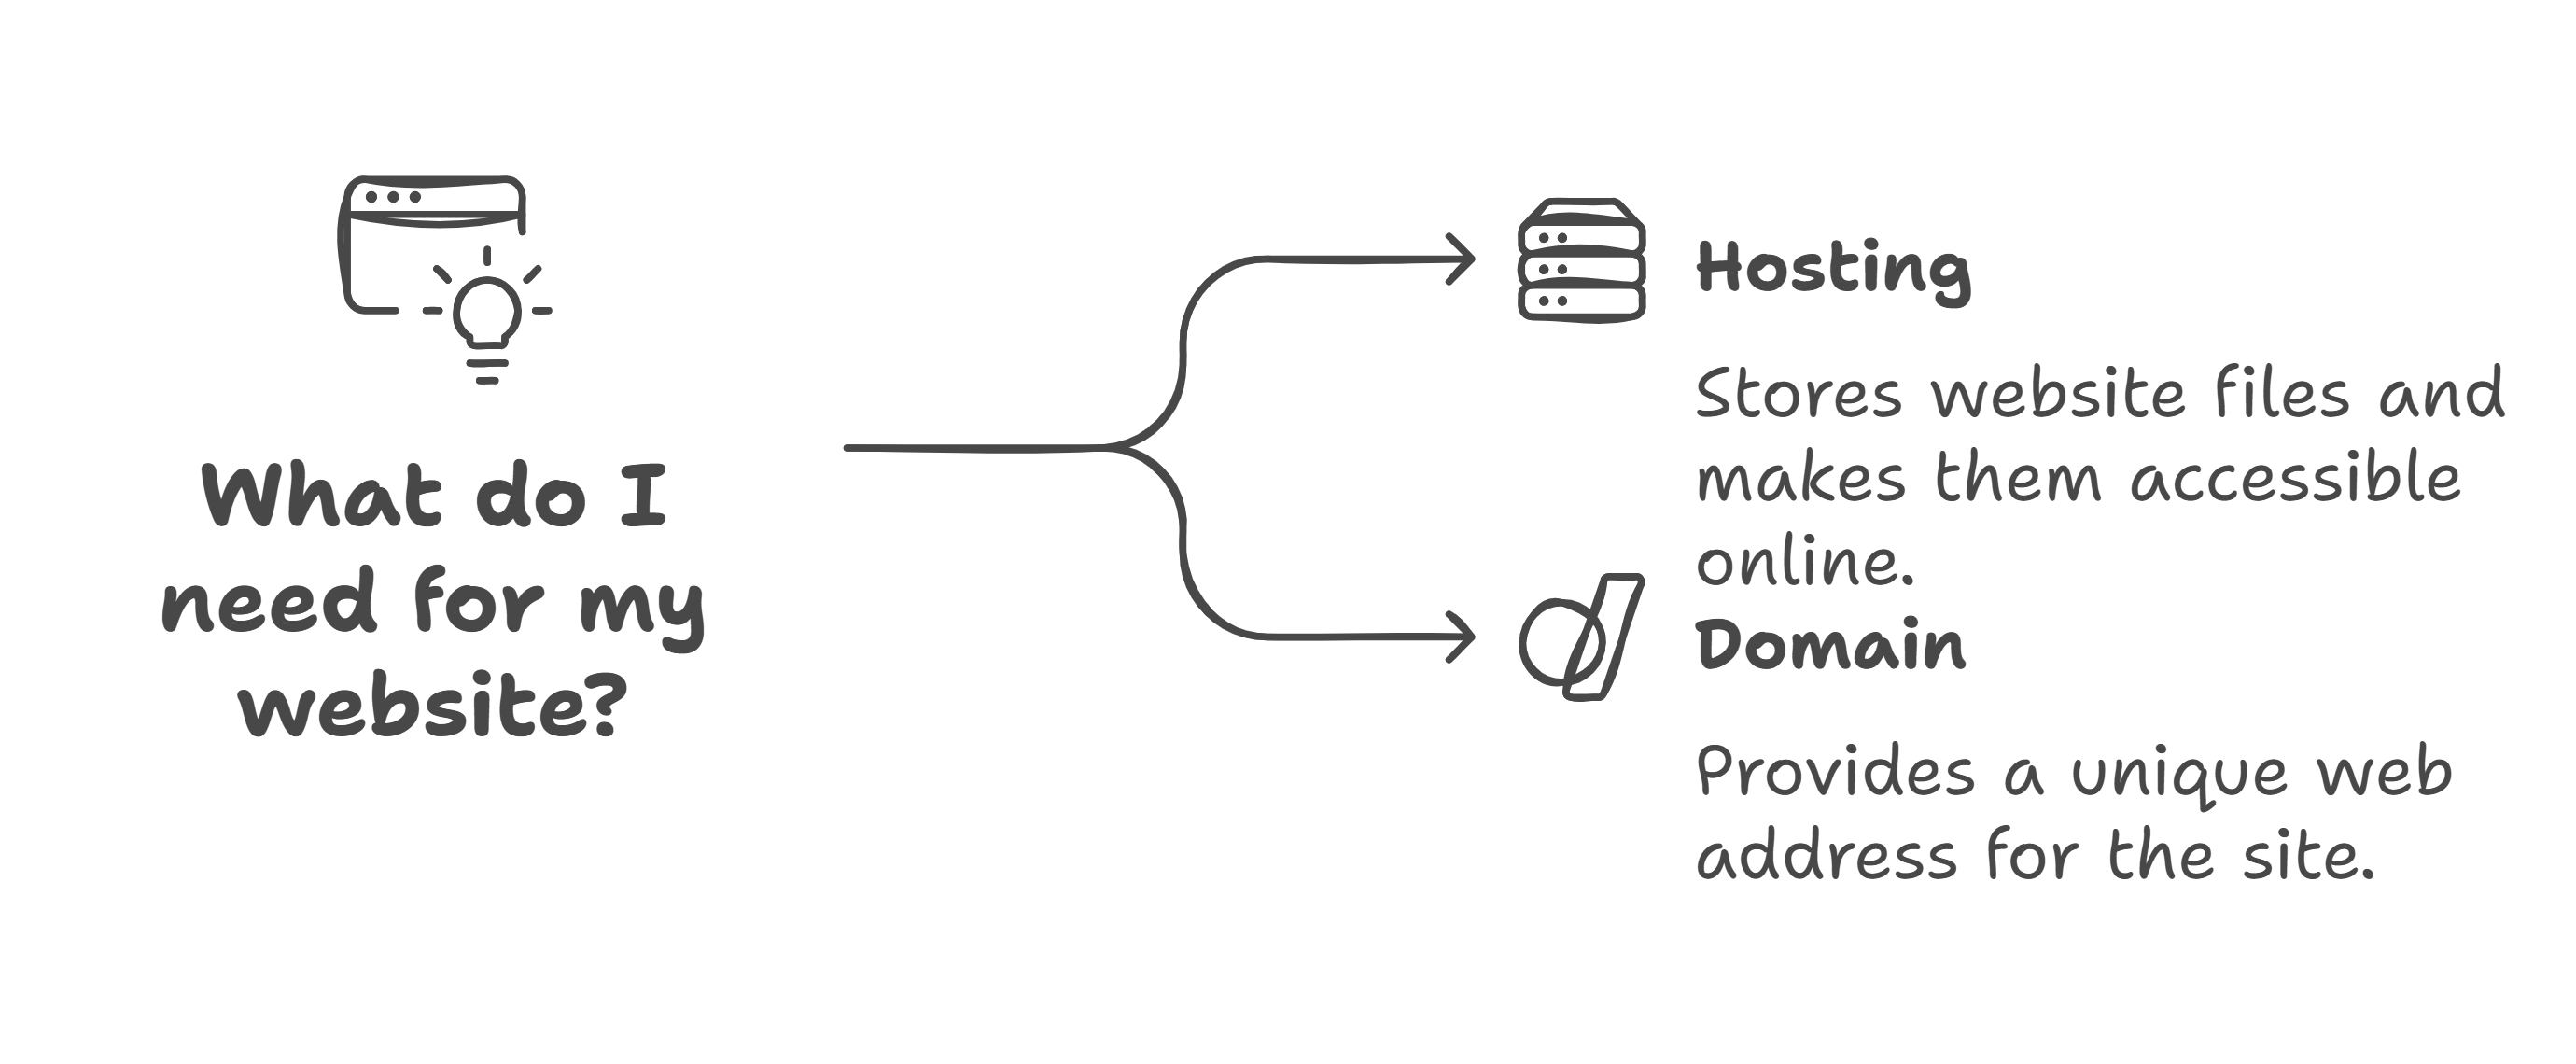 What do I
need for my
website?
Hosting
Stores website files and
makes them accessible
online.
Domain
Provides a unique web
address for the site.